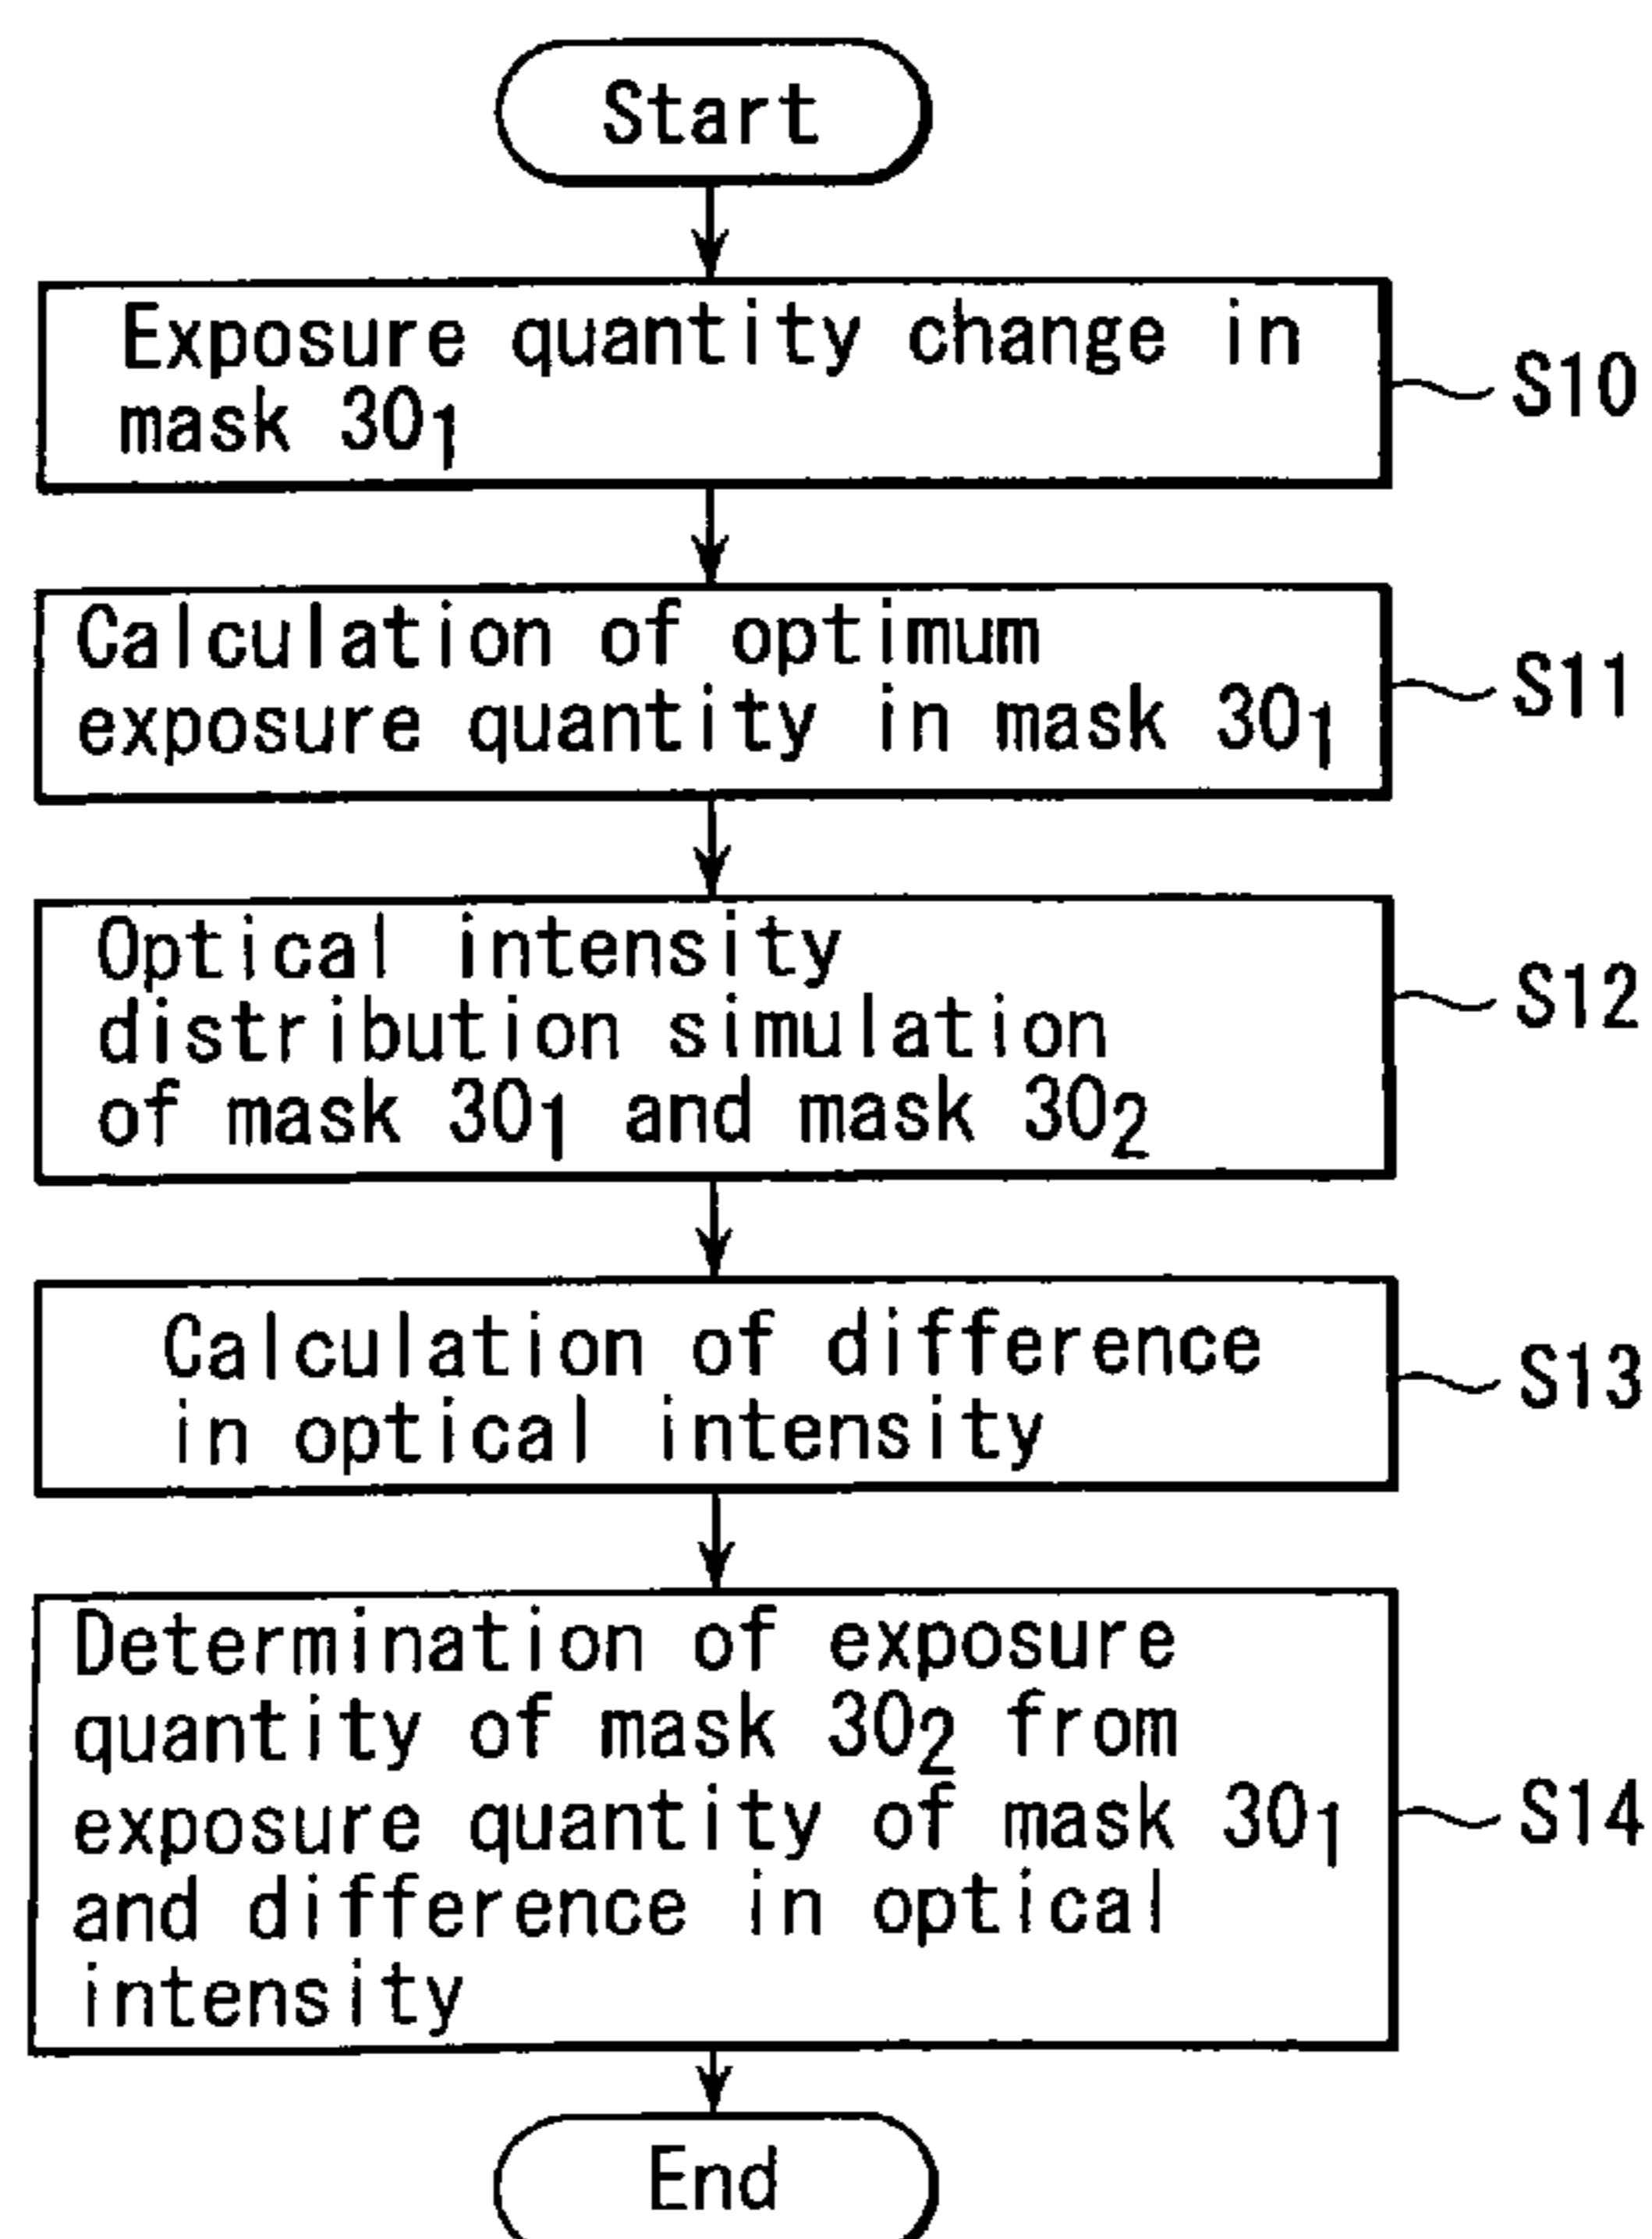 Start
Exposure quantity change in
mask 30₁
S10
Calculation of optimum
exposure quantity in mask 30₁
S11
Optical intensity
distribution simulation
of mask 30₁ and mask 30₂
S12
Calculation of difference
in optical intensity
S13
Determination of exposure
quantity of mask 30₂ from
exposure quantity of mask 30₁
and difference in optical
intensity
S14
End